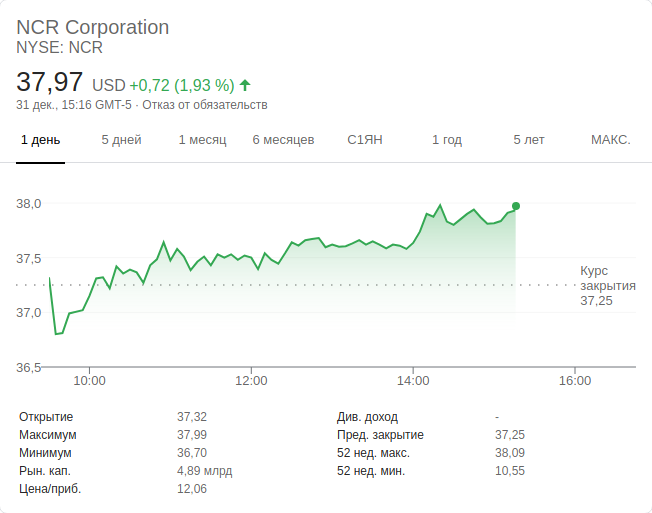 NCR Corporation
NYSE: NCR
37,97 USD +0,72 (1,93 %)
31 дек., 15:16 GMT-5 · Отказ от обязательств
1 день 5 дней 1 месяц 6 месяцев С1ЯН 1 год 5 лет МАКС.
38,0
37,5
Курс закрытия 37,25
37,0
36,5
10:00 12:00 14:00 16:00
Открытие 37,32 Див. доход -
Максимум 37,99 Пред. закрытие 37,25
Минимум 36,70 52 нед. макс. 38,09
Рын. кап. 4,89 млрд 52 нед. мин. 10,55
Цена/приб. 12,06